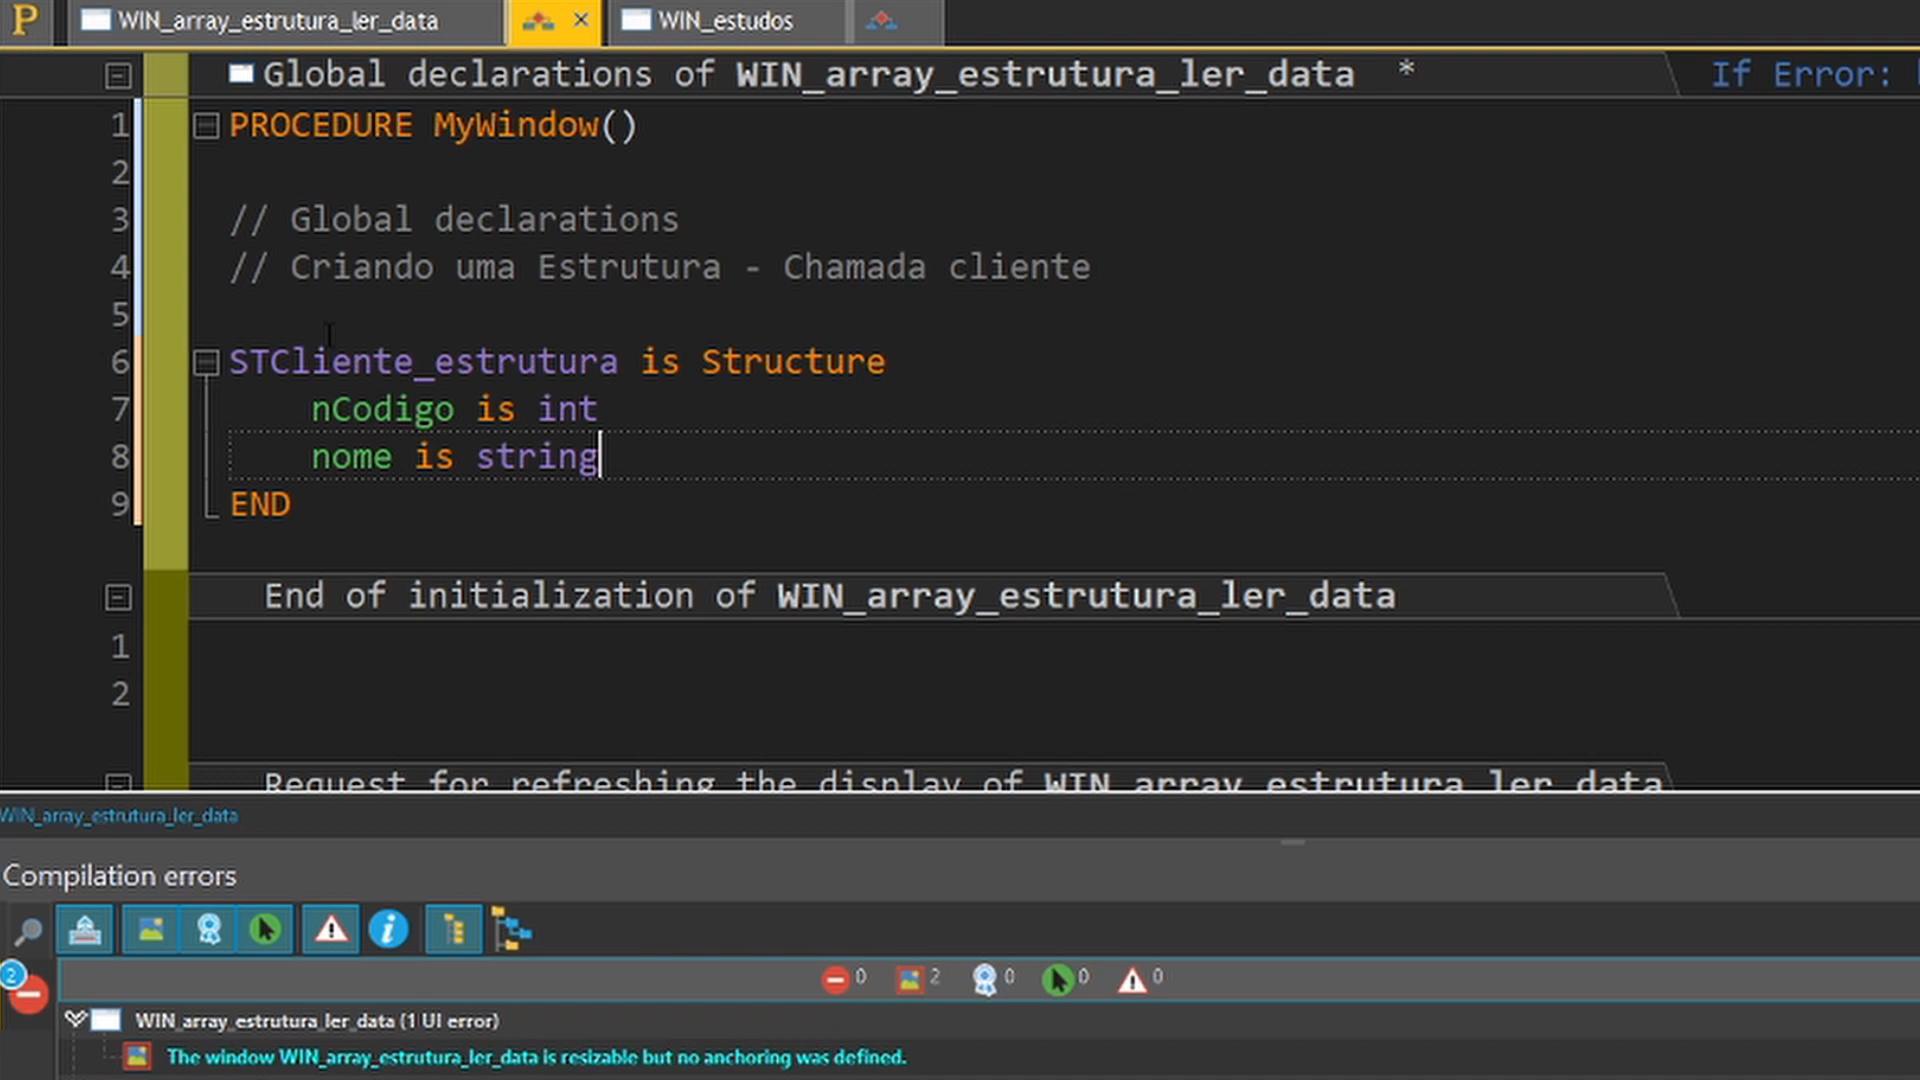 P WIN_array_estrutura_ler_data × WIN_estudos
Global declarations of WIN_array_estrutura_ler_data * If Error:
1 PROCEDURE MyWindow()
2
3 // Global declarations
4 // Criando uma Estrutura - Chamada cliente
5
6 STCliente_estrutura is Structure
7 nCodigo is int
8 nome is string
9 END
End of initialization of WIN_array_estrutura_ler_data
1
2
Request for refreshing the display of WIN_array_estrutura_ler_data
WIN_array_estrutura_ler_data
Compilation errors
2
0 2 0 0 0
WIN_array_estrutura_ler_data (1 UI error)
The window WIN_array_estrutura_ler_data is resizable but no anchoring was defined.